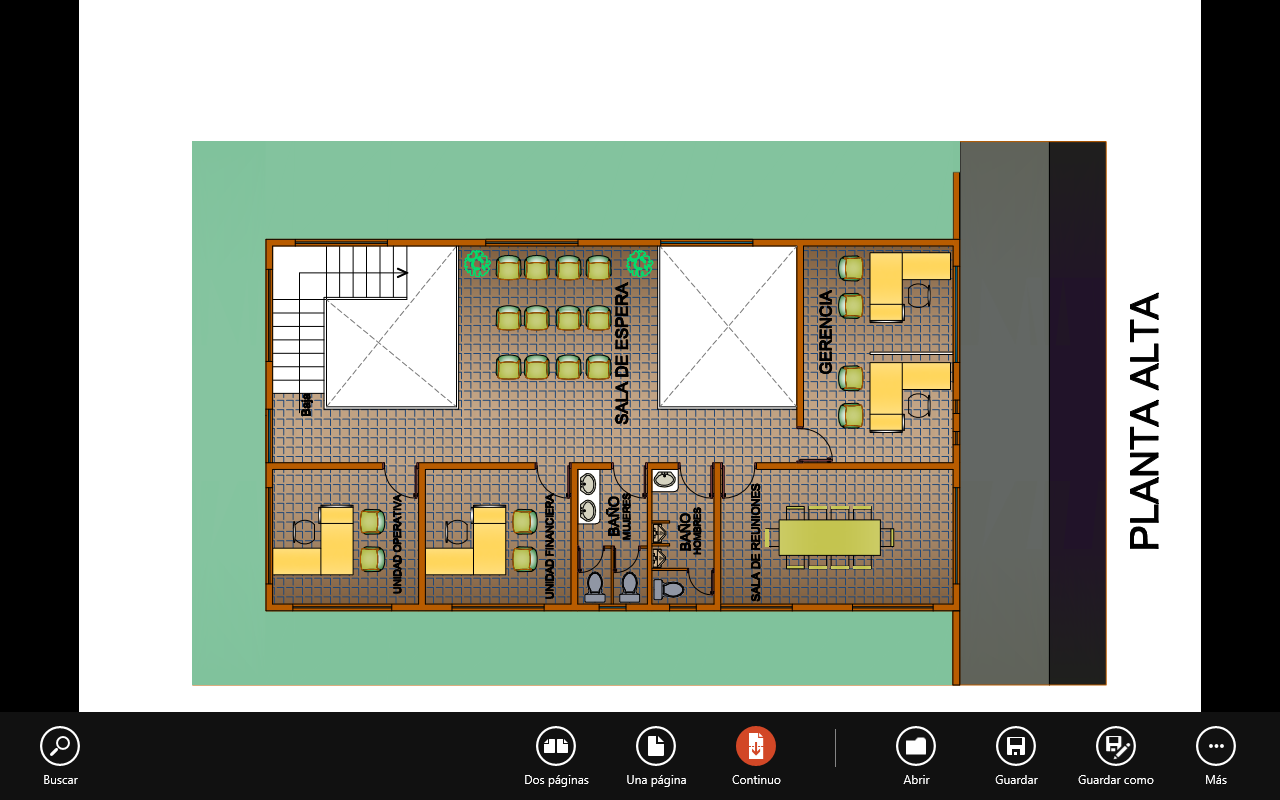 SALA DE ESPERA
GERENCIA
PLANTA ALTA
Baja
UNIDAD OPERATIVA
UNIDAD FINANCIERA
BAÑO
MUJERES
BAÑO
HOMBRES
SALA DE REUNIONES
Buscar
Dos páginas
Una página
Continuo
Abrir
Guardar
Guardar como
Más